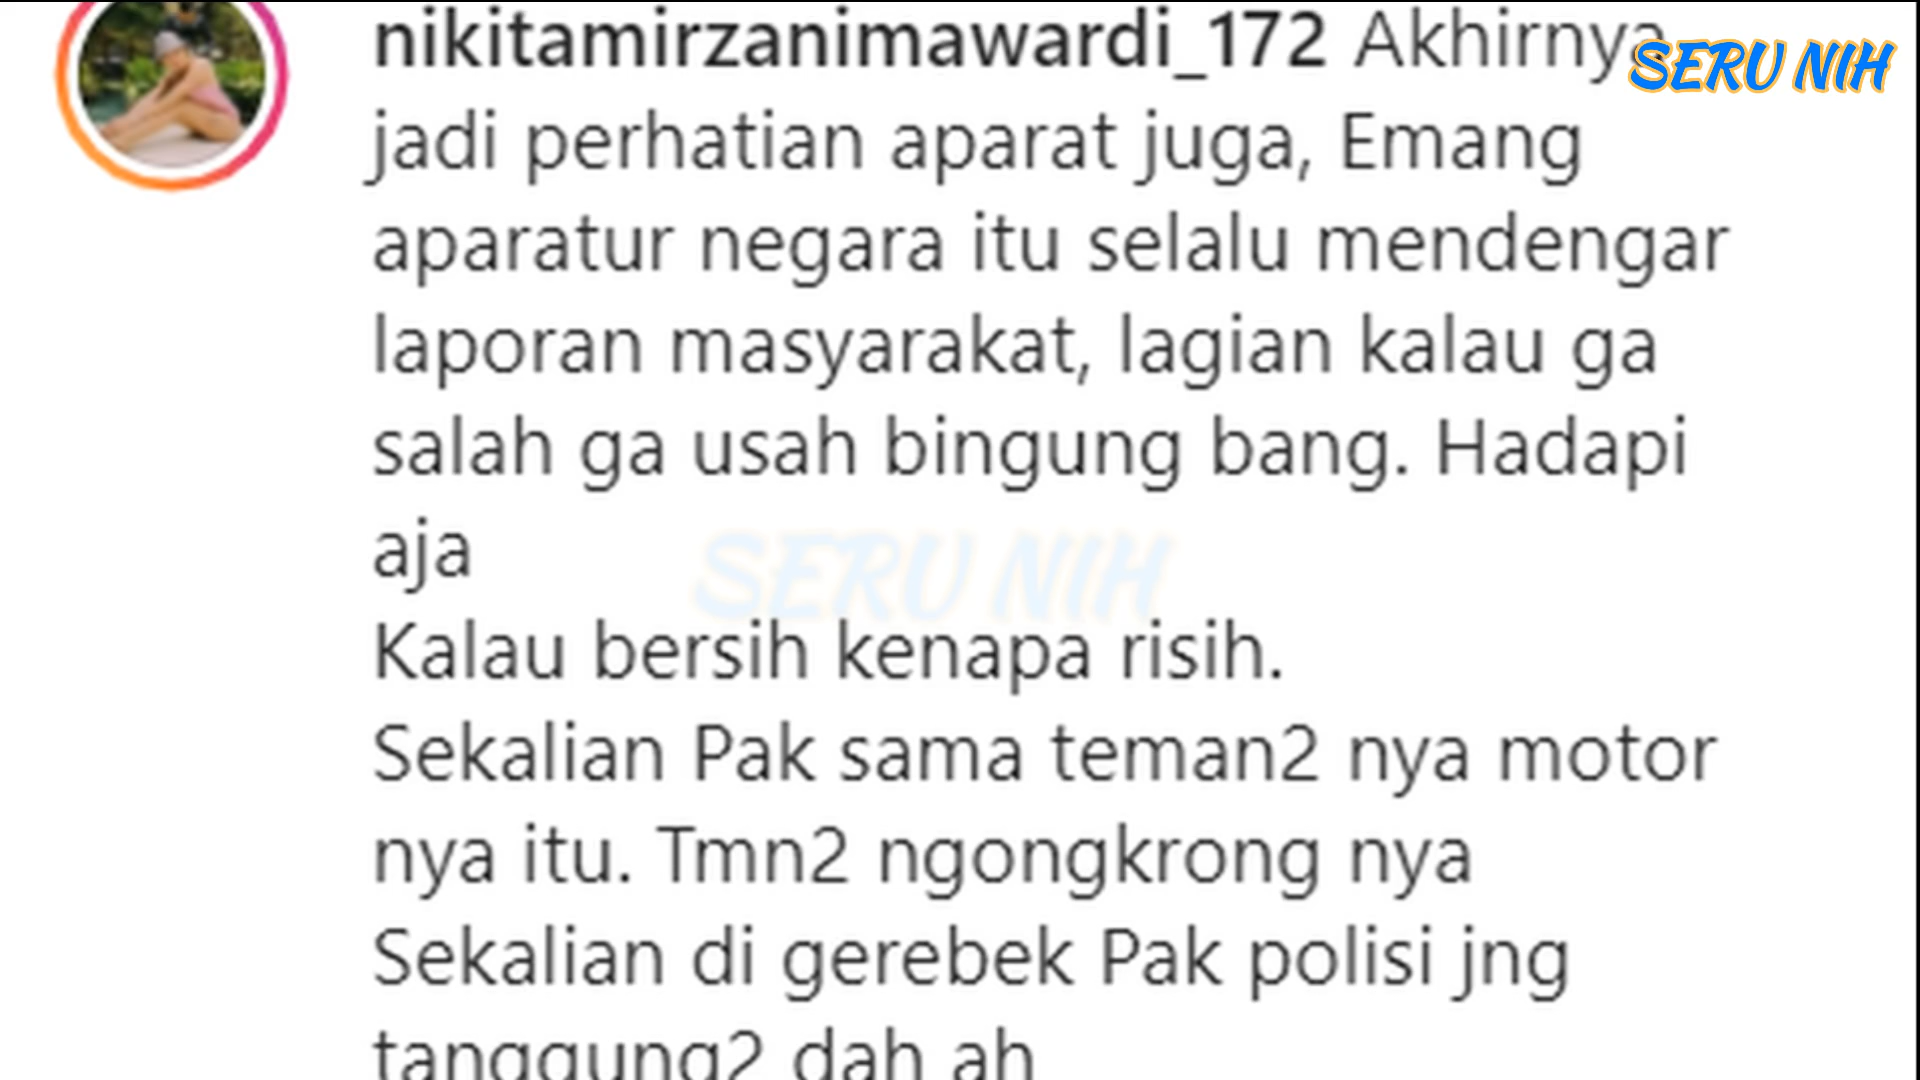 nikitamirzanimawardi_172 Akhirnya
SERU NIH
jadi perhatian aparat juga, Emang
aparatur negara itu selalu mendengar
laporan masyarakat, lagian kalau ga
salah ga usah bingung bang. Hadapi
aja
SERU NIH
Kalau bersih kenapa risih.
Sekalian Pak sama teman2 nya motor
nya itu. Tmn2 ngongkrong nya
Sekalian di gerebek Pak polisi jng
tanggung2 dah ah